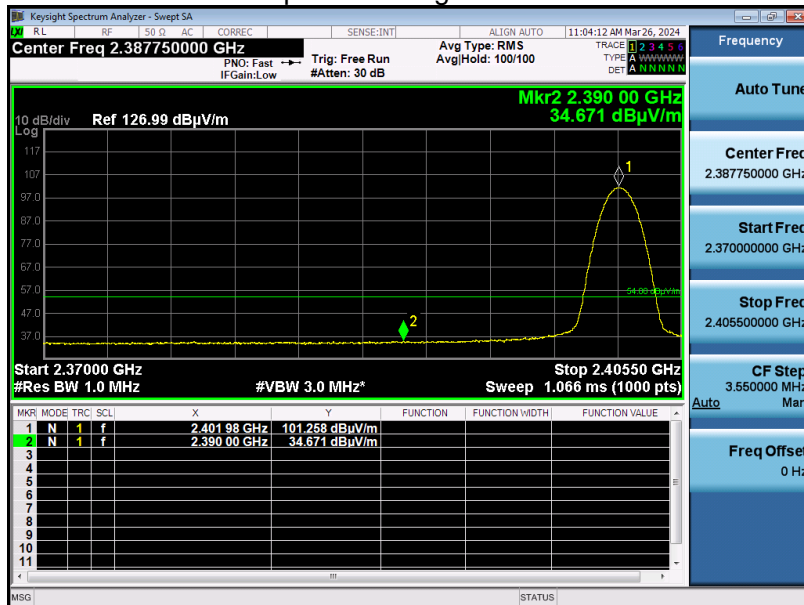 Keysight Spectrum Analyzer - Swept SA
RL RF 50 Ω AC CORREC SENSE:INT ALIGN AUTO 11:04:12 AM Mar 26, 2024
Center Freq 2.387750000 GHz
PNO: Fast
IFGain:Low
Trig: Free Run
#Atten: 30 dB
Avg Type: RMS
Avg|Hold: 100/100
TRACE 1 2 3 4 5 6
TYPE A WWWWW
DET A N N N N N
Mkr2 2.390 00 GHz
34.671 dBµV/m
10 dB/div Ref 126.99 dBµV/m
Log
117
107
97.0
87.0
77.0
67.0
57.0
47.0
37.0
1
2
54.00 dBµV/m
Start 2.37000 GHz Stop 2.40550 GHz
#Res BW 1.0 MHz #VBW 3.0 MHz* Sweep 1.066 ms (1000 pts)
MKR MODE TRC SCL X Y FUNCTION FUNCTION WIDTH FUNCTION VALUE
1 N 1 f 2.401 98 GHz 101.258 dBµV/m
2 N 1 f 2.390 00 GHz 34.671 dBµV/m
3
4
5
6
7
8
9
10
11
MSG STATUS
Frequency
Auto Tune
Center Freq
2.387750000 GHz
Start Freq
2.370000000 GHz
Stop Freq
2.405500000 GHz
CF Step
3.550000 MHz
Auto Man
Freq Offset
0 Hz